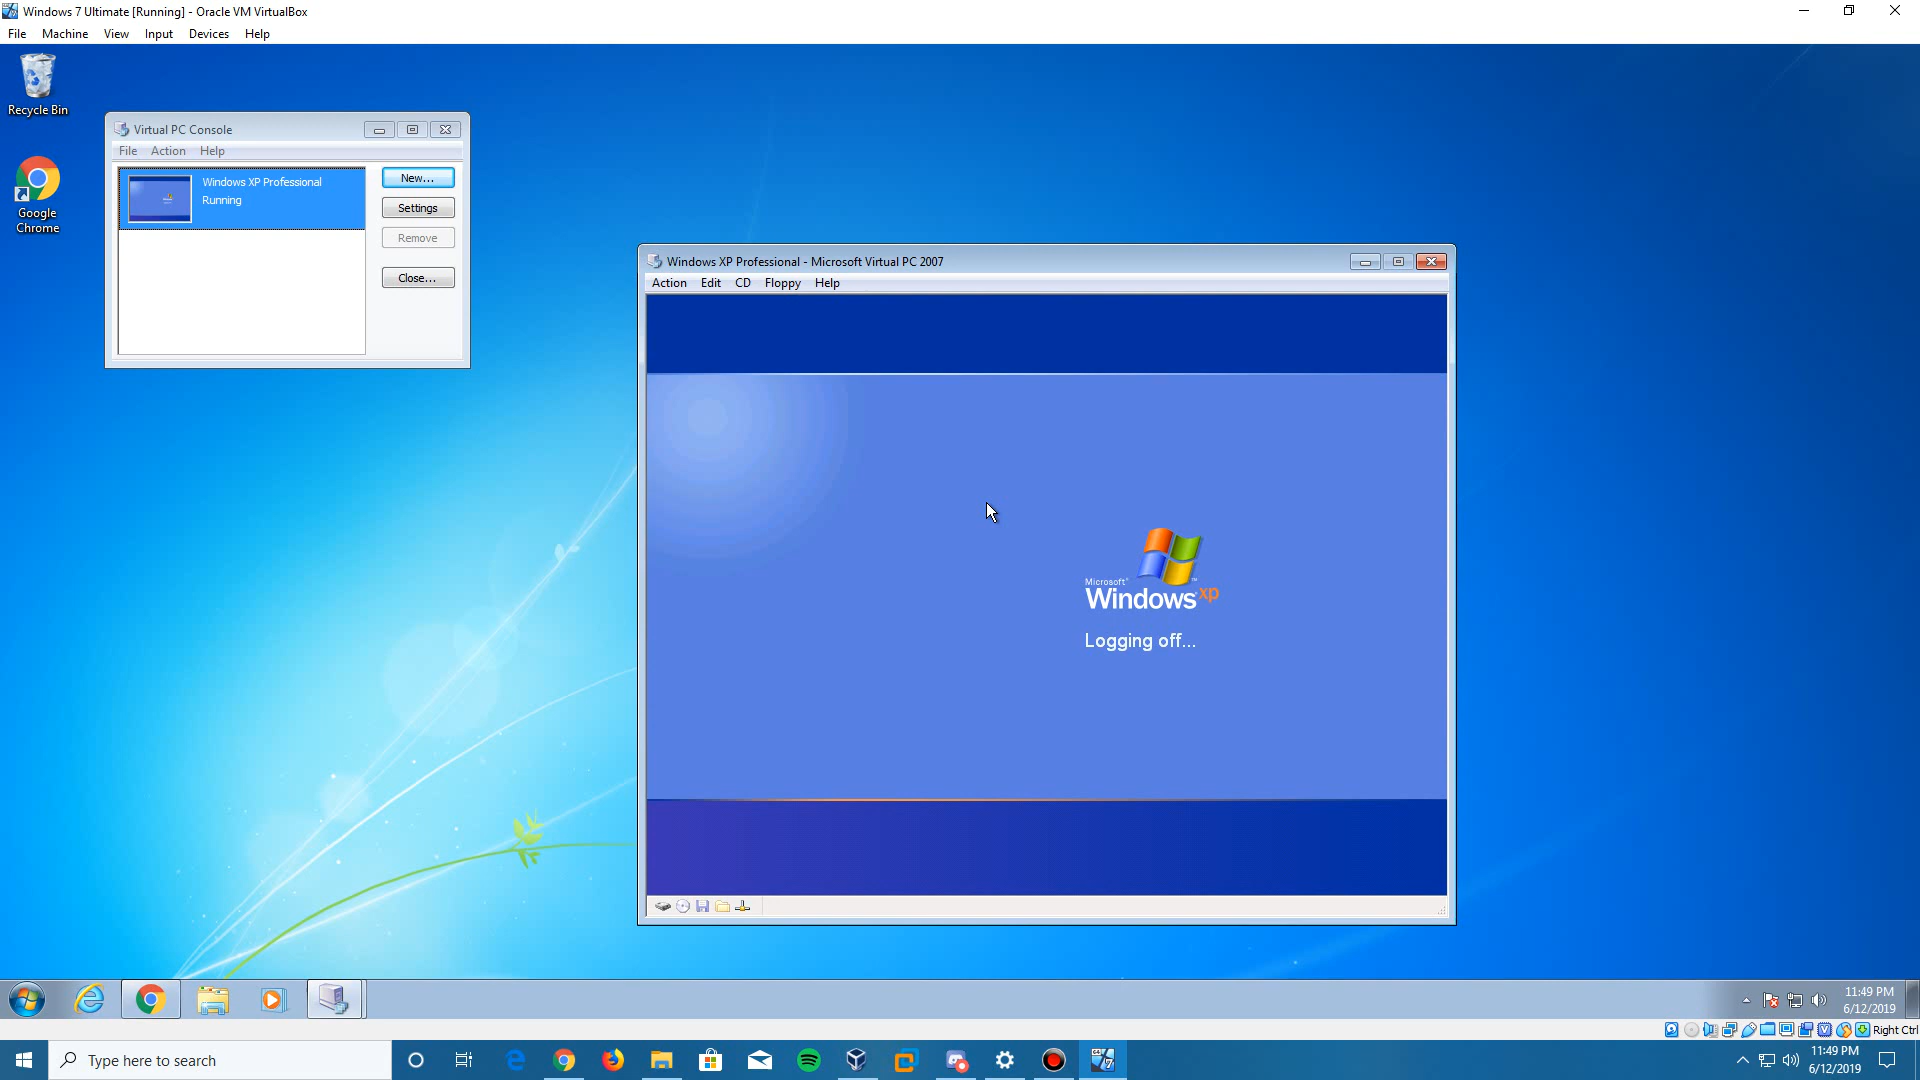 Windows 7 Ultimate [Running] - Oracle VM VirtualBox
File Machine View Input Devices Help
Recycle Bin
Google
Chrome
Virtual PC Console
File Action Help
Windows XP Professional
Running
New...
Settings
Remove
Close...
Windows XP Professional - Microsoft Virtual PC 2007
Action Edit CD Floppy Help
Microsoft®
Windows xp
Logging off...
11:49 PM
6/12/2019
Right Ctrl
Type here to search
11:49 PM
6/12/2019